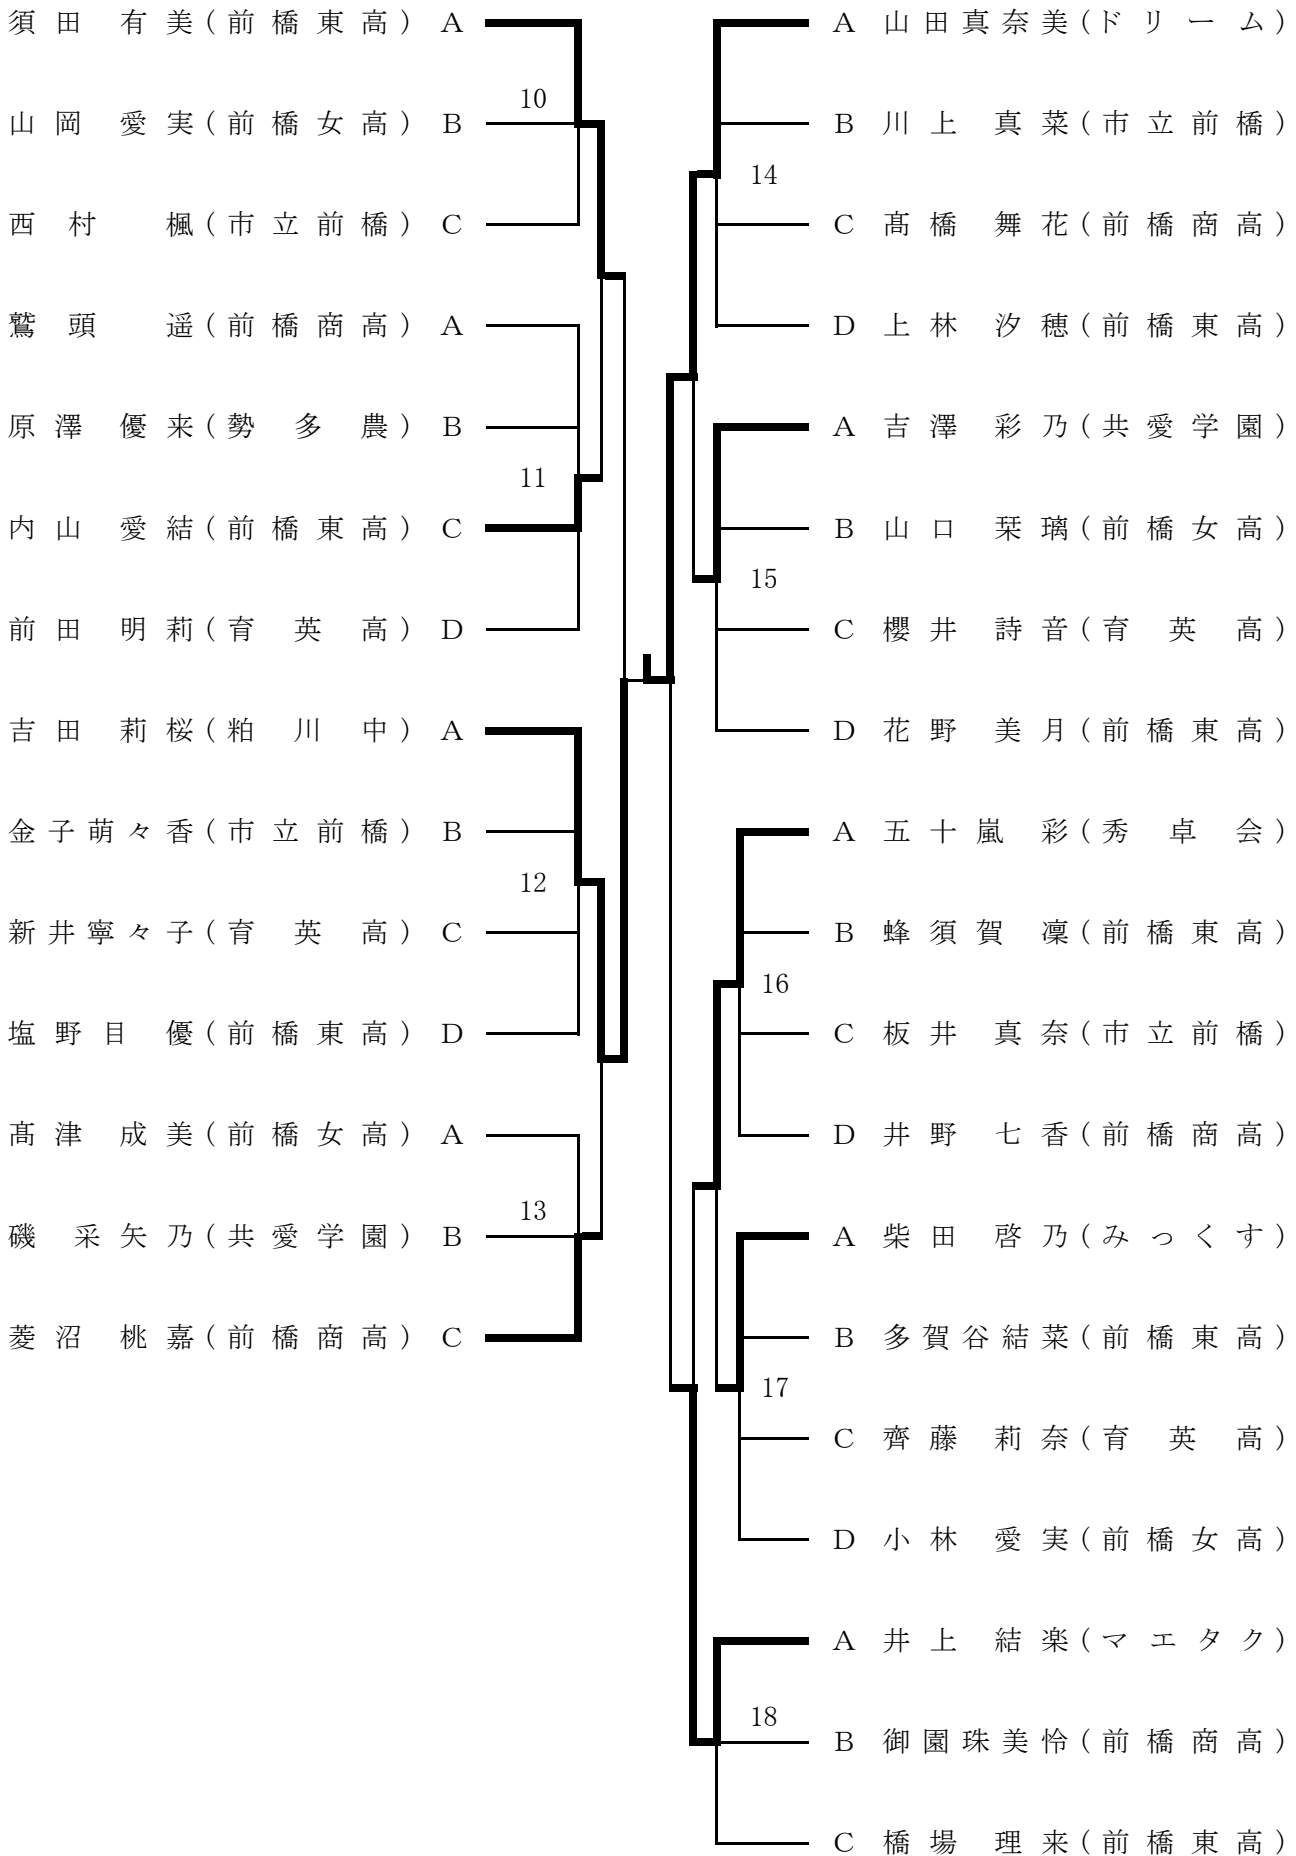 須田 有美(前橋東高) A
10
山岡 愛実(前橋女高) B
西村 楓(市立前橋) C
鷲頭 遥(前橋商高) A
原澤 優来(勢多農) B
11
内山 愛結(前橋東高) C
前田 明莉(育英高) D
吉田 莉桜(粕川中) A
金子萌々香(市立前橋) B
12
新井寧々子(育英高) C
塩野目 優(前橋東高) D
髙津 成美(前橋女高) A
13
磯 采矢乃(共愛学園) B
菱沼 桃嘉(前橋商高) C
A 山田真奈美(ドリーム)
B 川上 真菜(市立前橋)
14
C 髙橋 舞花(前橋商高)
D 上林 汐穂(前橋東高)
A 吉澤 彩乃(共愛学園)
B 山口 栞璃(前橋女高)
15
C 櫻井 詩音(育英高)
D 花野 美月(前橋東高)
A 五十嵐 彩(秀卓会)
B 蜂須賀 凜(前橋東高)
16
C 板井 真奈(市立前橋)
D 井野 七香(前橋商高)
A 柴田 啓乃(みっくす)
B 多賀谷結菜(前橋東高)
17
C 齊藤 莉奈(育英高)
D 小林 愛実(前橋女高)
A 井上 結楽(マエタク)
18
B 御園珠美怜(前橋商高)
C 橋場 理来(前橋東高)